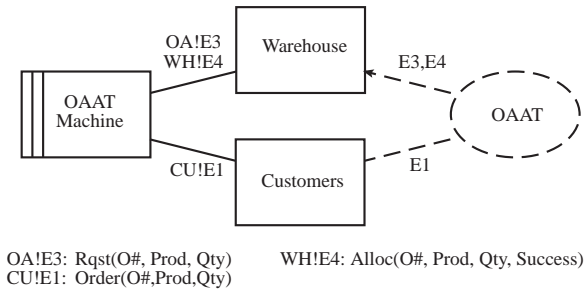 OA!E3
WH!E4
Warehouse
E3,E4
OAAT
Machine
OAAT
CU!E1
Customers
E1
OA!E3: Rqst(O#, Prod, Qty)
WH!E4: Alloc(O#, Prod, Qty, Success)
CU!E1: Order(O#,Prod,Qty)